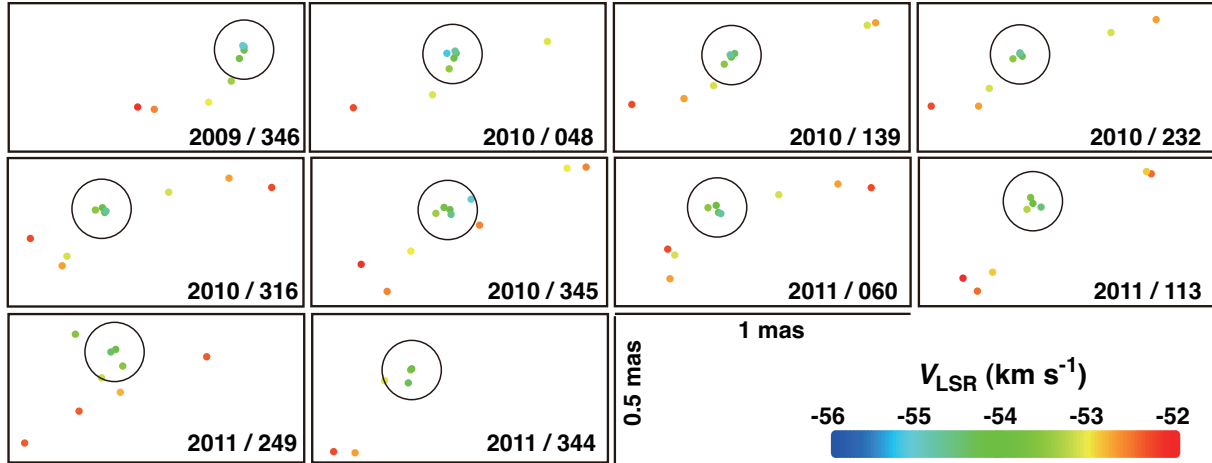 2009 / 346
2010 / 048
2010 / 139
2010 / 232
2010 / 316
2010 / 345
2011 / 060
2011 / 113
2011 / 249
2011 / 344
1 mas
0.5 mas
V_LSR (km s⁻¹)
-56 -55 -54 -53 -52